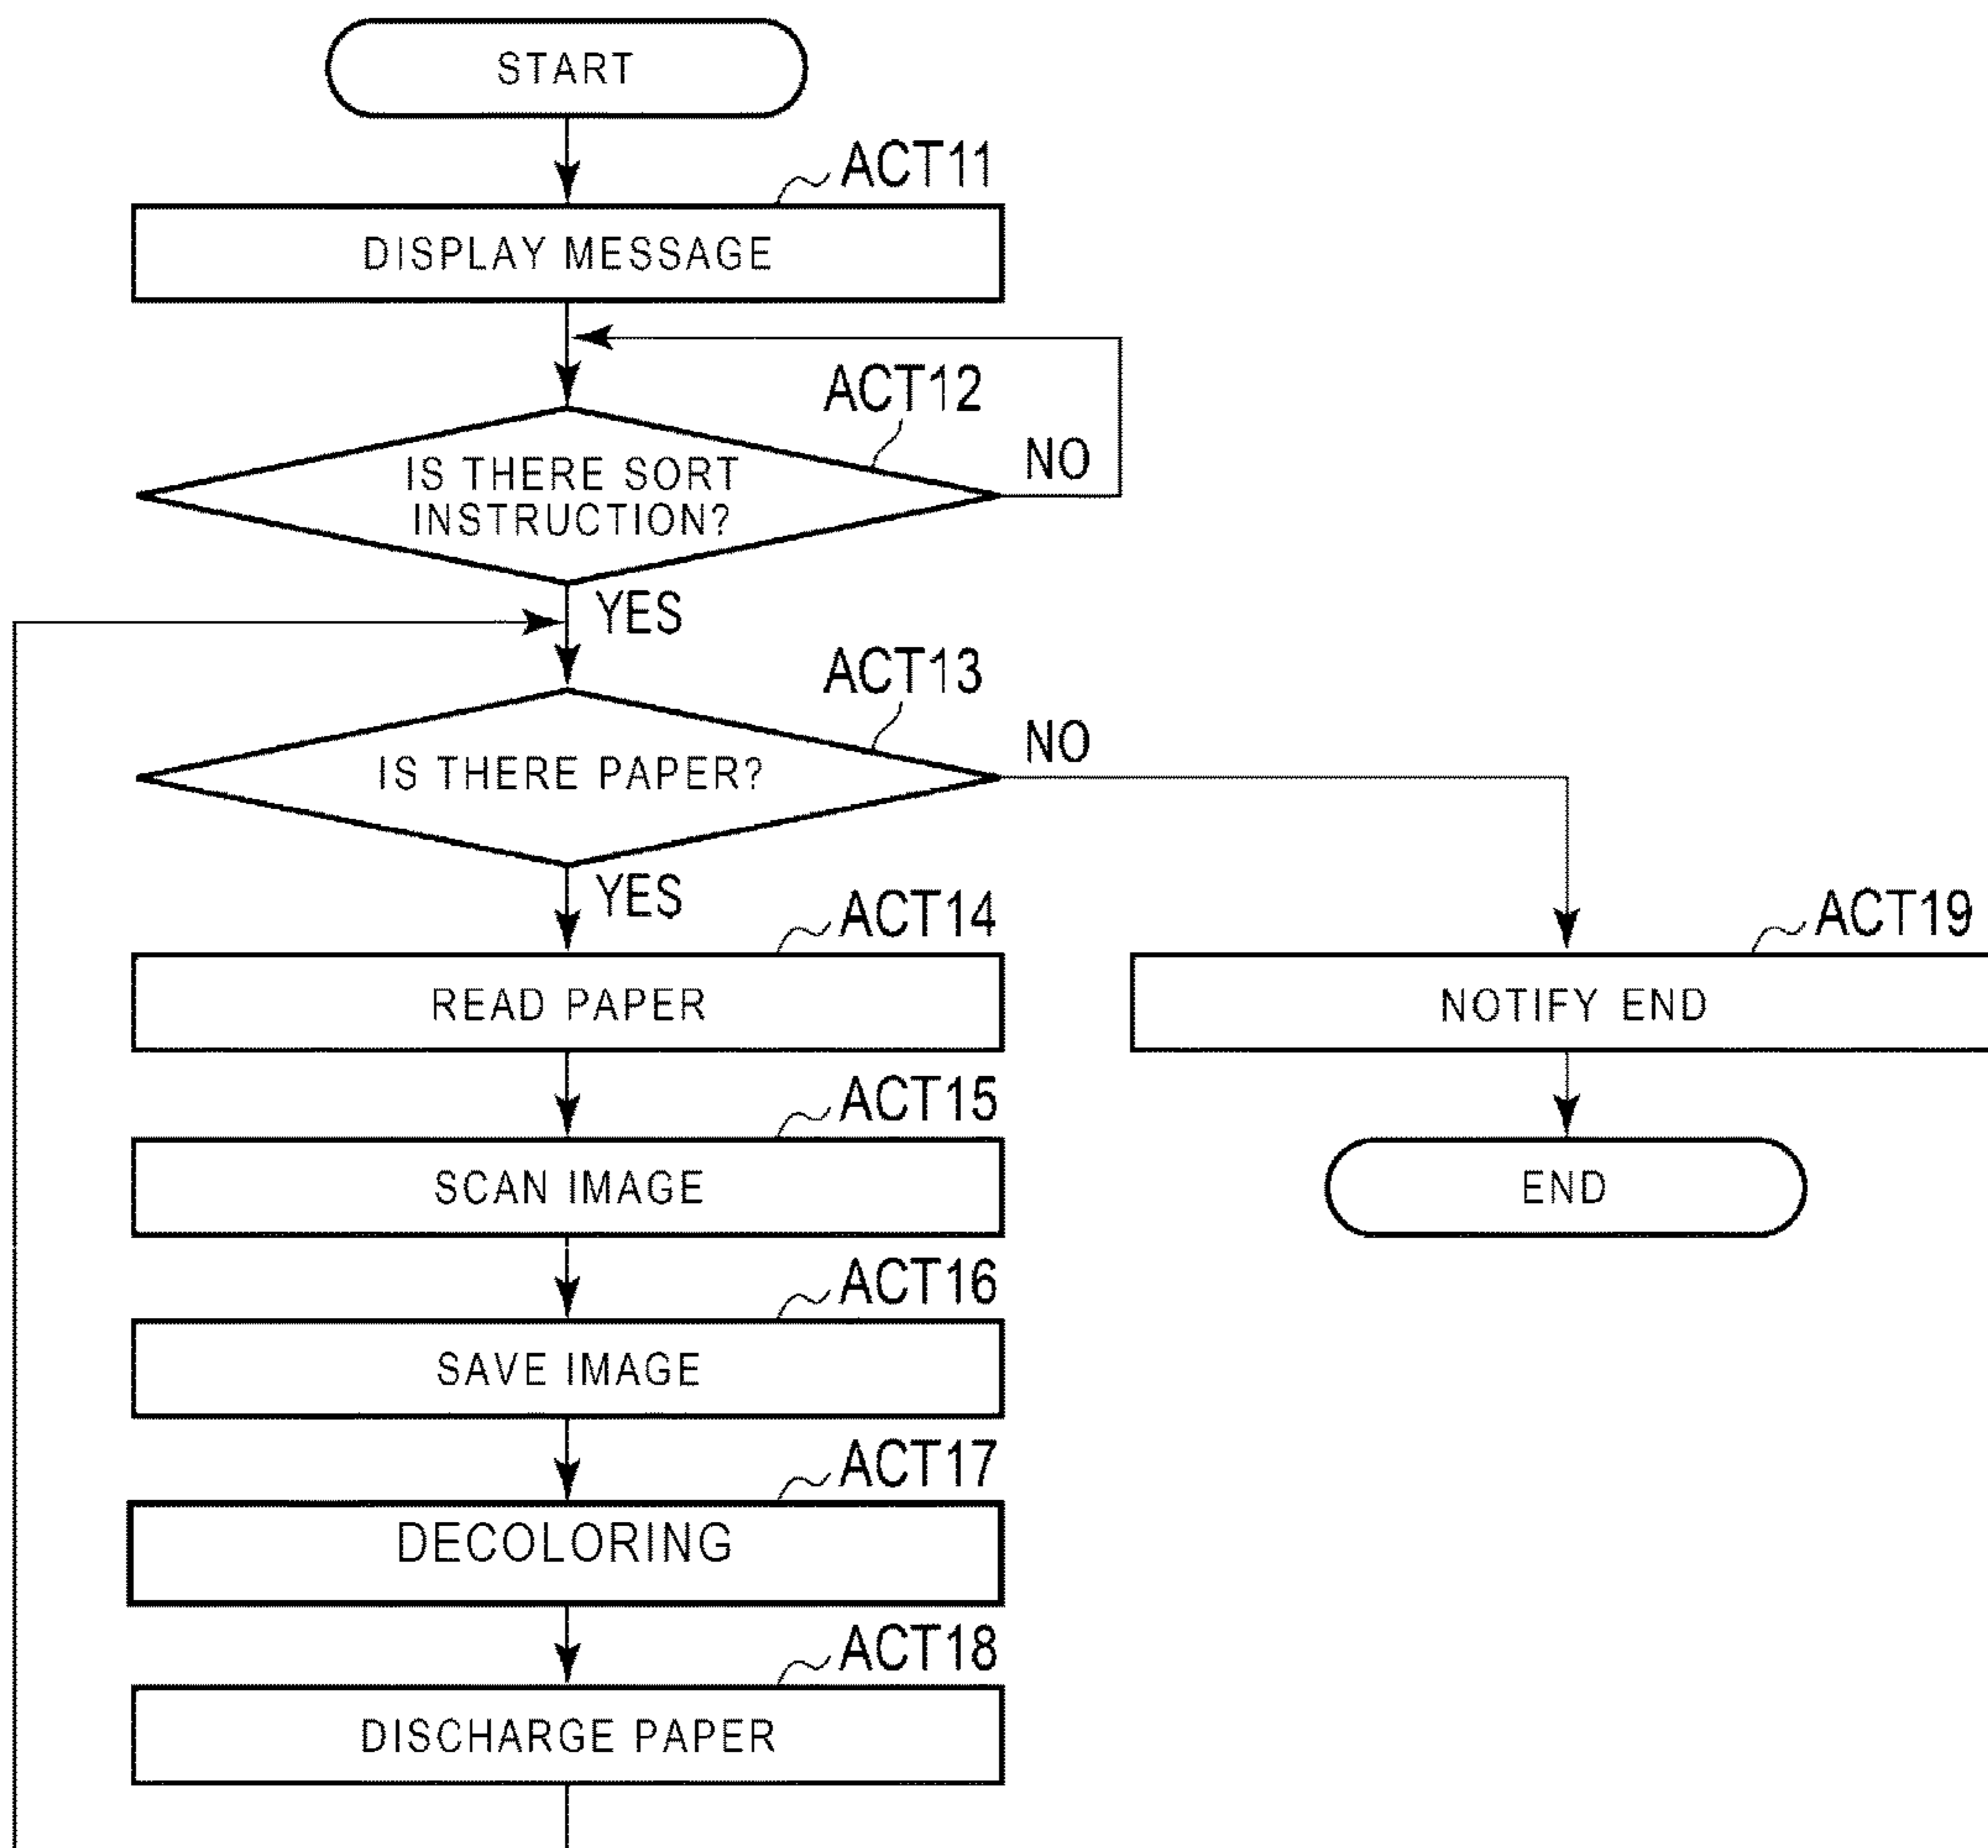 START
ACT11
DISPLAY MESSAGE
ACT12
IS THERE SORT
INSTRUCTION?
NO
YES
ACT13
IS THERE PAPER?
NO
YES
ACT14
READ PAPER
ACT19
NOTIFY END
ACT15
SCAN IMAGE
END
ACT16
SAVE IMAGE
ACT17
DECOLORING
ACT18
DISCHARGE PAPER